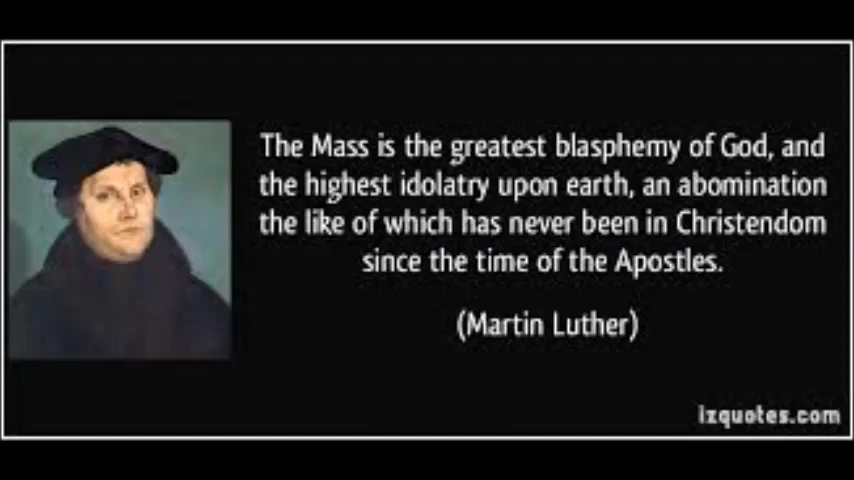 The Mass is the greatest blasphemy of God, and
the highest idolatry upon earth, an abomination
the like of which has never been in Christendom
since the time of the Apostles.
(Martin Luther)
izquotes.com